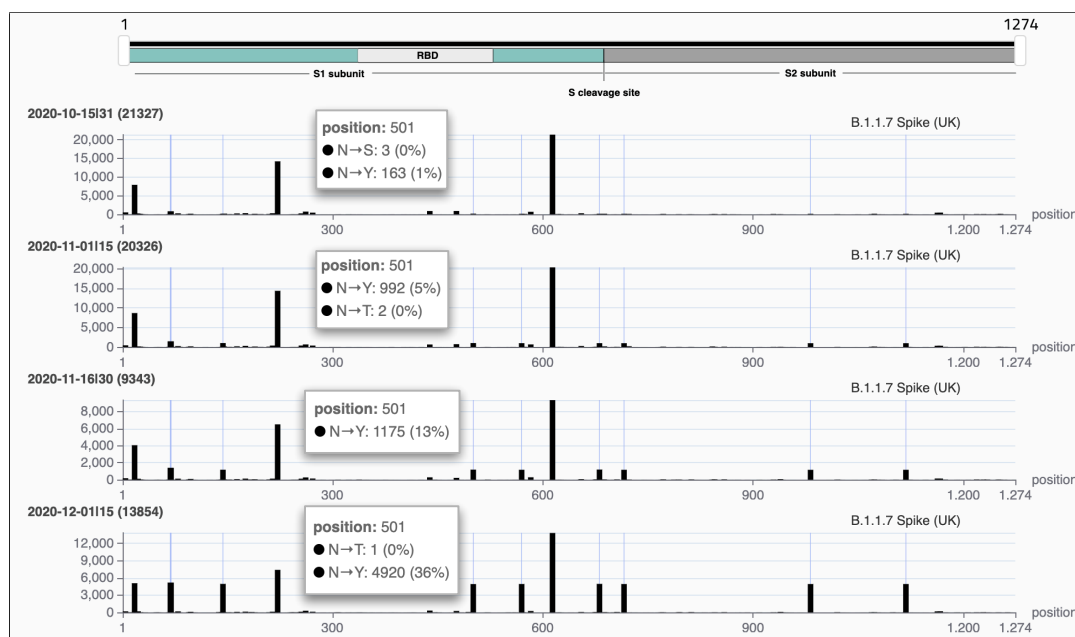 1 1274
RBD
S1 subunit S2 subunit
S cleavage site
2020-10-15|31 (21327)
B.1.1.7 Spike (UK)
position: 501
N→S: 3 (0%)
N→Y: 163 (1%)
20,000
15,000
10,000
5,000
0
position
1 300 600 900 1.200 1.274
2020-11-01|15 (20326)
B.1.1.7 Spike (UK)
position: 501
N→Y: 992 (5%)
N→T: 2 (0%)
20,000
15,000
10,000
5,000
0
position
1 300 600 900 1.200 1.274
2020-11-16|30 (9343)
B.1.1.7 Spike (UK)
position: 501
N→Y: 1175 (13%)
8,000
6,000
4,000
2,000
0
position
1 300 600 900 1.200 1.274
2020-12-01|15 (13854)
B.1.1.7 Spike (UK)
position: 501
N→T: 1 (0%)
N→Y: 4920 (36%)
12,000
9,000
6,000
3,000
0
position
1 300 600 900 1.200 1.274